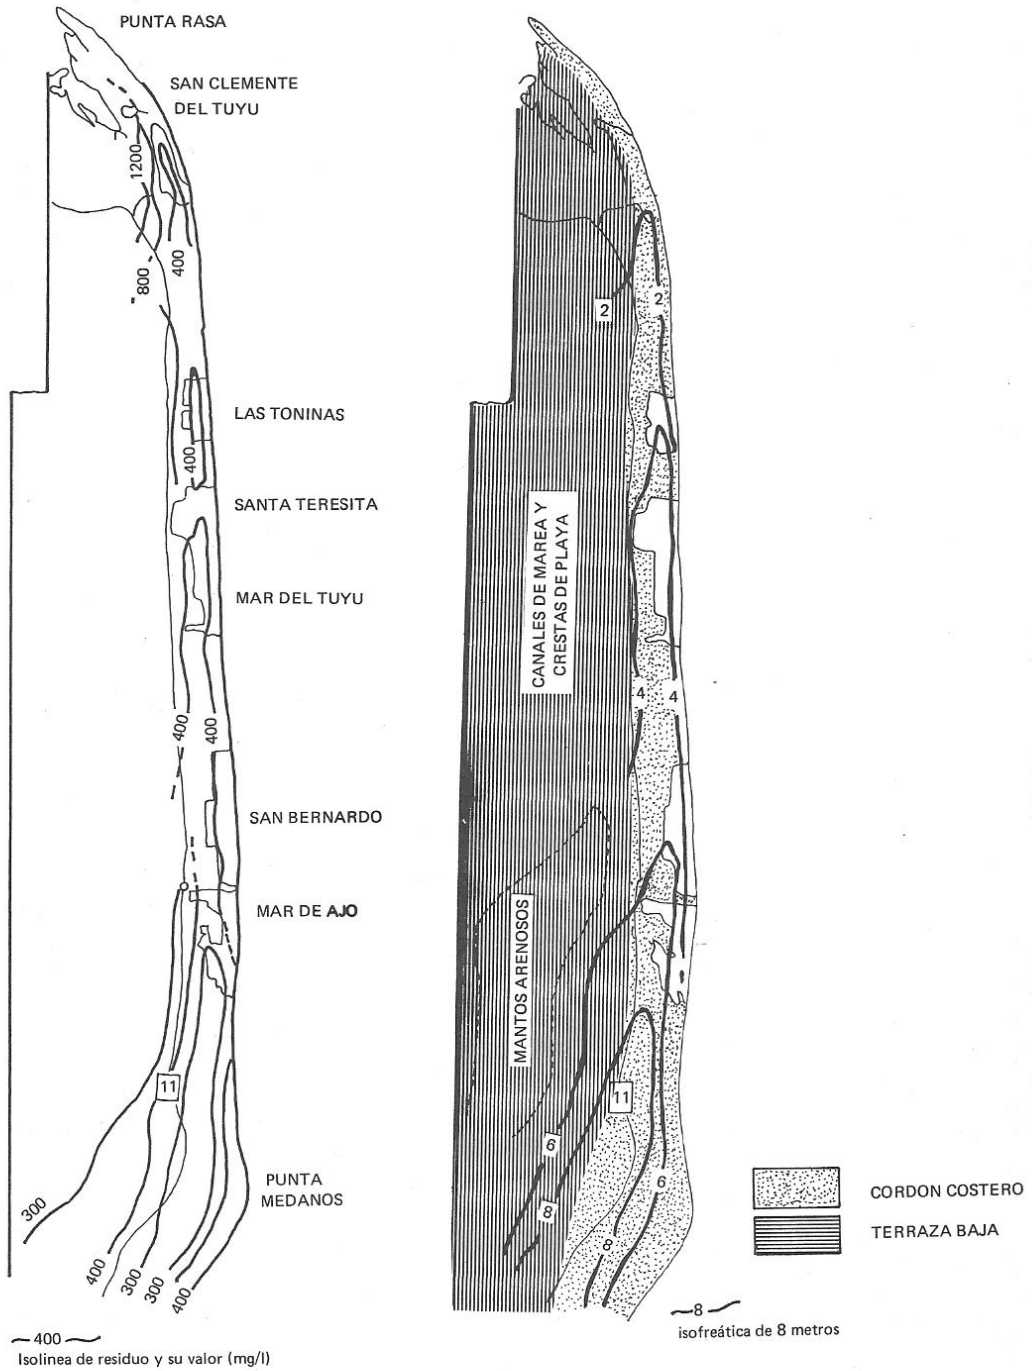 PUNTA RASA
SAN CLEMENTE
DEL TUYU
1200
800
400
LAS TONINAS
400
SANTA TERESITA
MAR DEL TUYU
400
400
SAN BERNARDO
MAR DE AJO
11
PUNTA
MEDANOS
300
400
300
300
400
400
Isolinea de residuo y su valor (mg/l)
2
2
CANALES DE MAREA Y
CRESTAS DE PLAYA
4
4
MANTOS ARENOSOS
11
6
8
6
8
CORDON COSTERO
TERRAZA BAJA
8
isofreática de 8 metros